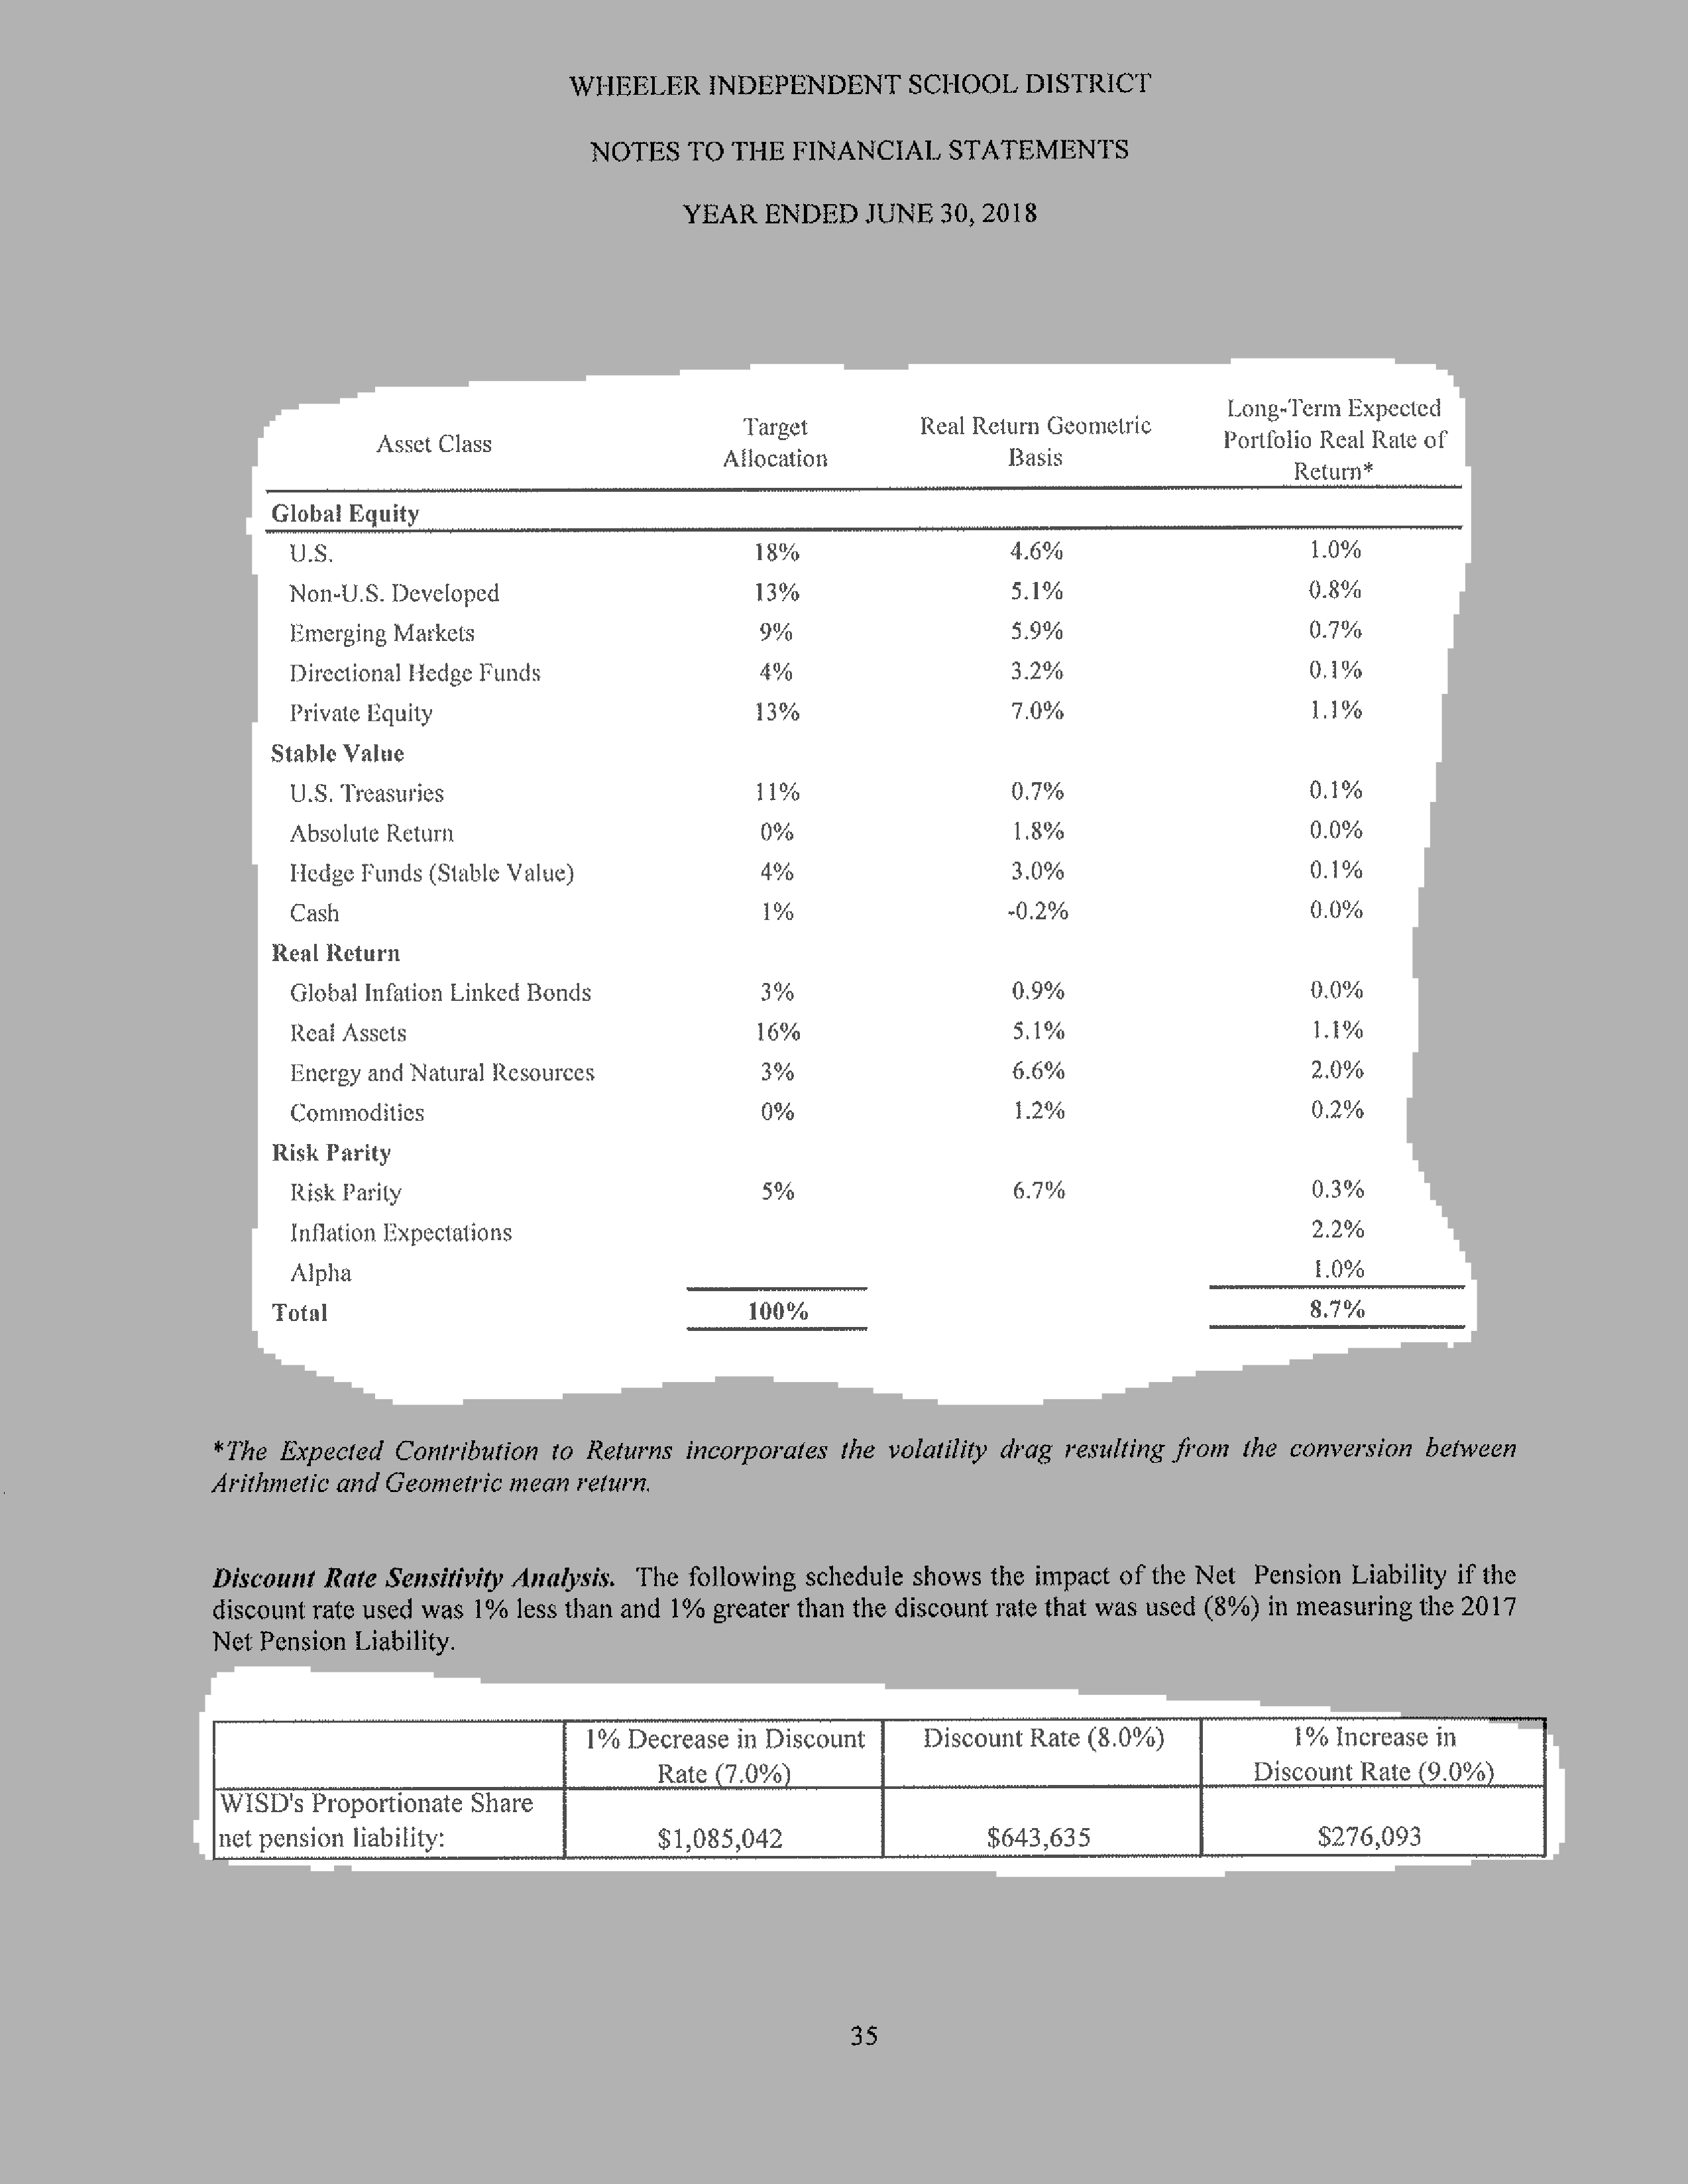 WHEELER INDEPENDENT SCHOOL DISTRICT
NOTES TO THE FINANCIAL STATEMENTS
YEAR ENDED JUNE 30, 2018
Asset Class Target Allocation Real Return Geometric Basis Long-Term Expected Portfolio Real Rate of Return*
Global Equity
U.S. 18% 4.6% 1.0%
Non-U.S. Developed 13% 5.1% 0.8%
Emerging Markets 9% 5.9% 0.7%
Directional Hedge Funds 4% 3.2% 0.1%
Private Equity 13% 7.0% 1.1%
Stable Value
U.S. Treasuries 11% 0.7% 0.1%
Absolute Return 0% 1.8% 0.0%
Hedge Funds (Stable Value) 4% 3.0% 0.1%
Cash 1% -0.2% 0.0%
Real Return
Global Infation Linked Bonds 3% 0.9% 0.0%
Real Assets 16% 5.1% 1.1%
Energy and Natural Resources 3% 6.6% 2.0%
Commodities 0% 1.2% 0.2%
Risk Parity
Risk Parity 5% 6.7% 0.3%
Inflation Expectations 2.2%
Alpha 1.0%
Total 100% 8.7%
*The Expected Contribution to Returns incorporates the volatility drag resulting from the conversion between
Arithmetic and Geometric mean return.
Discount Rate Sensitivity Analysis. The following schedule shows the impact of the Net Pension Liability if the
discount rate used was 1% less than and 1% greater than the discount rate that was used (8%) in measuring the 2017
Net Pension Liability.
1% Decrease in Discount Rate (7.0%) Discount Rate (8.0%) 1% Increase in Discount Rate (9.0%)
WISD's Proportionate Share
net pension liability: $1,085,042 $643,635 $276,093
35